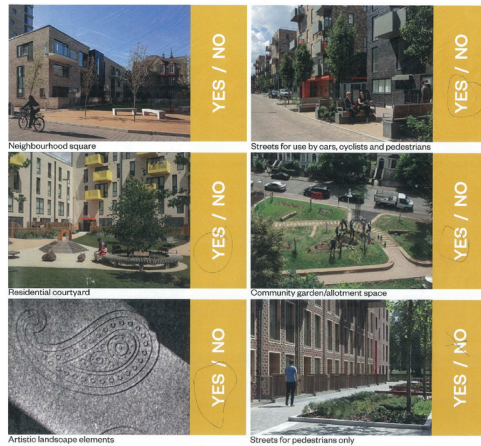 YES / NO
YES / NO
Neighbourhood square
Streets for use by cars, cyclists and pedestrians
YES / NO
YES / NO
Residential courtyard
Community garden/allotment space
YES / NO
YES / NO
Artistic landscape elements
Streets for pedestrians only